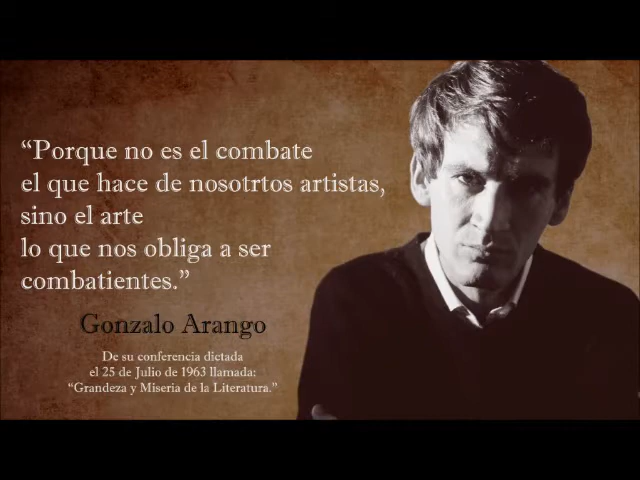 “Porque no es el combate
el que hace de nosotrtos artistas,
sino el arte
lo que nos obliga a ser
combatientes.”
Gonzalo Arango
De su conferencia dictada
el 25 de Julio de 1963 llamada:
“Grandeza y Miseria de la Literatura.”